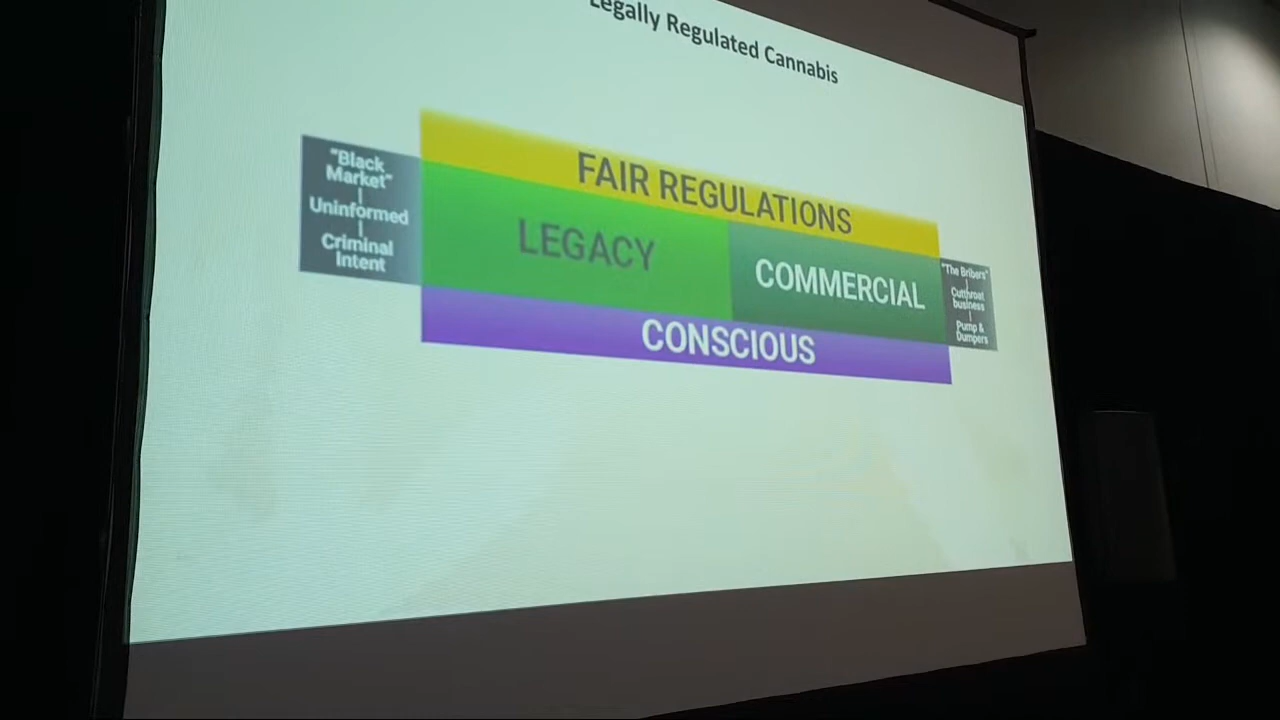 Legally Regulated Cannabis
FAIR REGULATIONS
"Black
Market"
Uninformed
Criminal
Intent
LEGACY
COMMERCIAL
"The Bribers"
Cutthroat
business
Pump &
Dumpers
CONSCIOUS